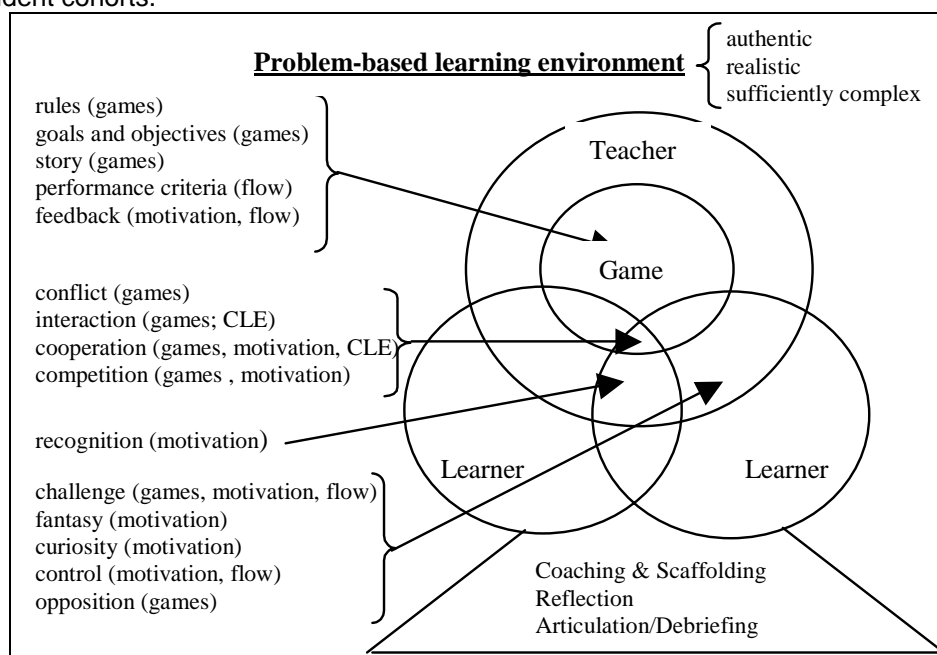 dent cohorts.
Problem-based learning environment
authentic
realistic
sufficiently complex
rules (games)
goals and objectives (games)
story (games)
performance criteria (flow)
feedback (motivation, flow)
Teacher
Game
conflict (games)
interaction (games; CLE)
cooperation (games, motivation, CLE)
competition (games , motivation)
recognition (motivation)
Learner
Learner
challenge (games, motivation, flow)
fantasy (motivation)
curiosity (motivation)
control (motivation, flow)
opposition (games)
Coaching & Scaffolding
Reflection
Articulation/Debriefing